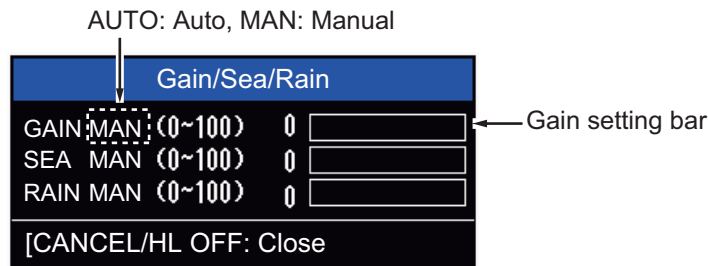 AUTO: Auto, MAN: Manual
Gain/Sea/Rain
GAIN MAN (0~100) 0
Gain setting bar
SEA MAN (0~100)
RAIN MAN (0~100) 0
[CANCEL/HL OFF: Close